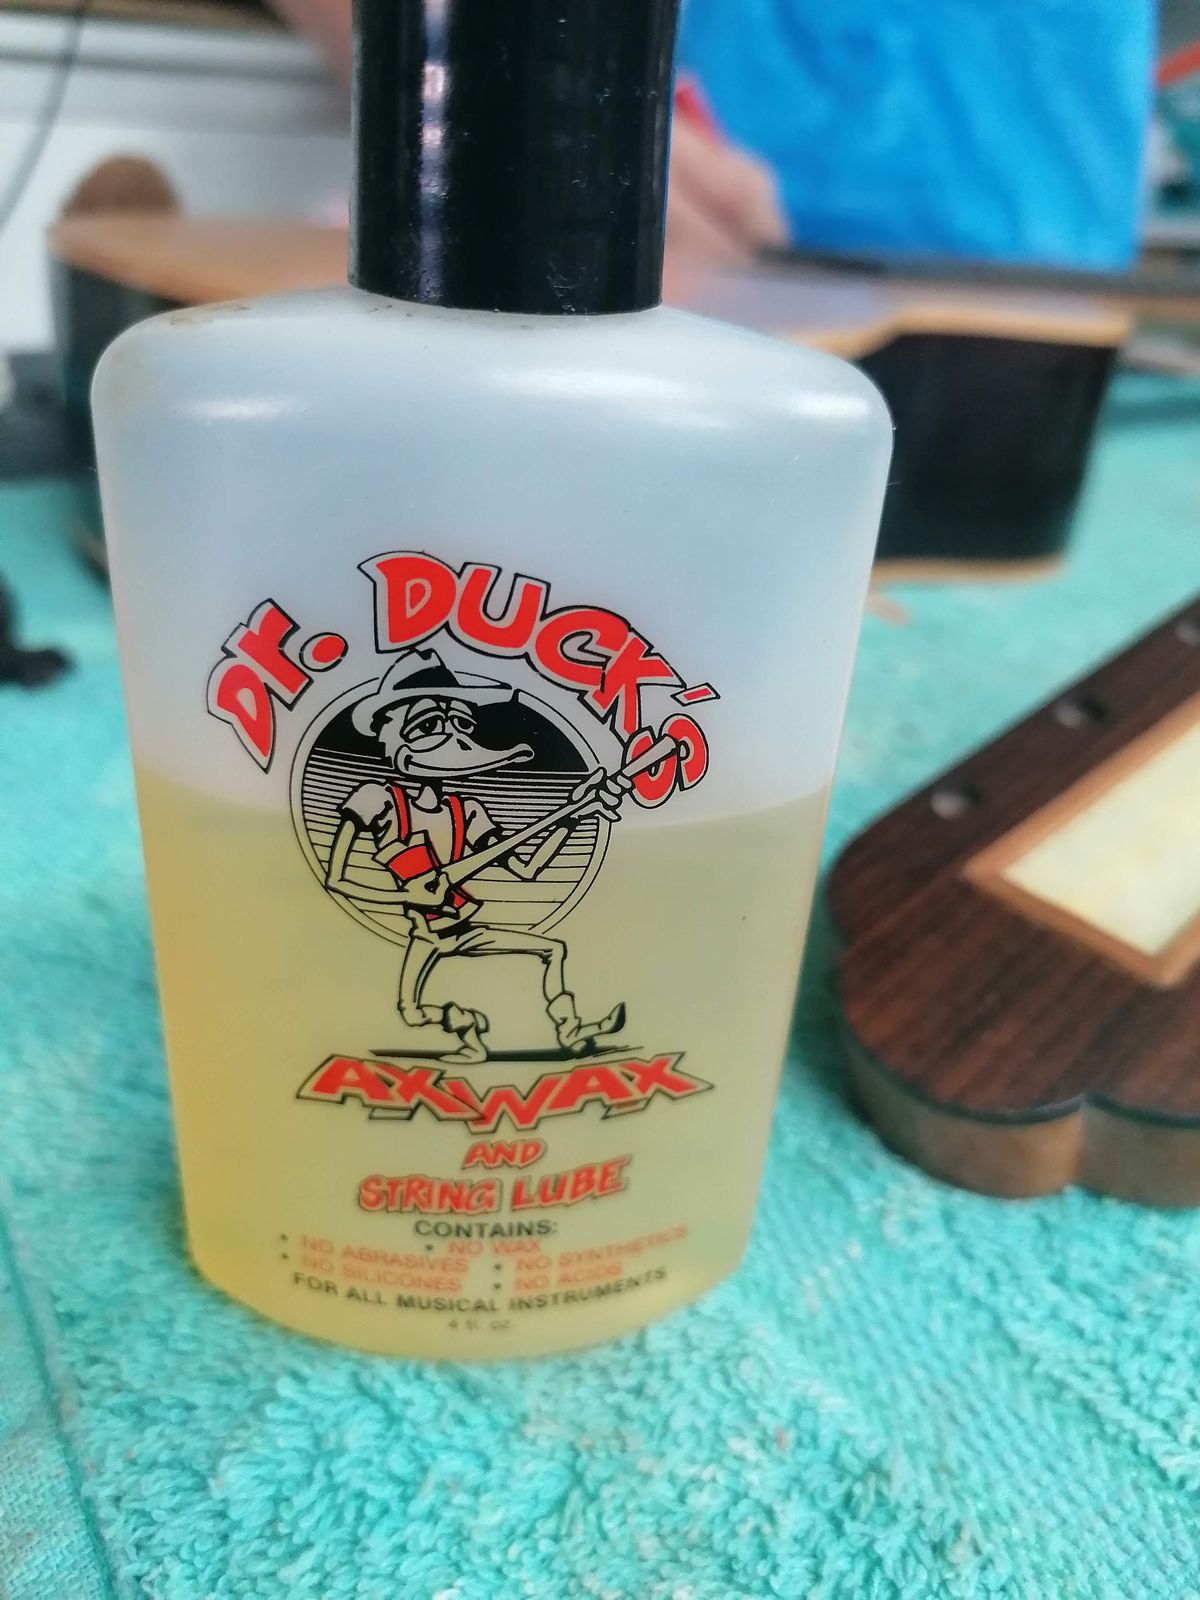 Dr. DUCK'S
AXWAX
AND
STRING LUBE
CONTAINS:
• NO WAX
• NO ABRASIVES • NO SYNTHETICS
• NO SILICONES • NO ACIDS
FOR ALL MUSICAL INSTRUMENTS
4 fl. oz.